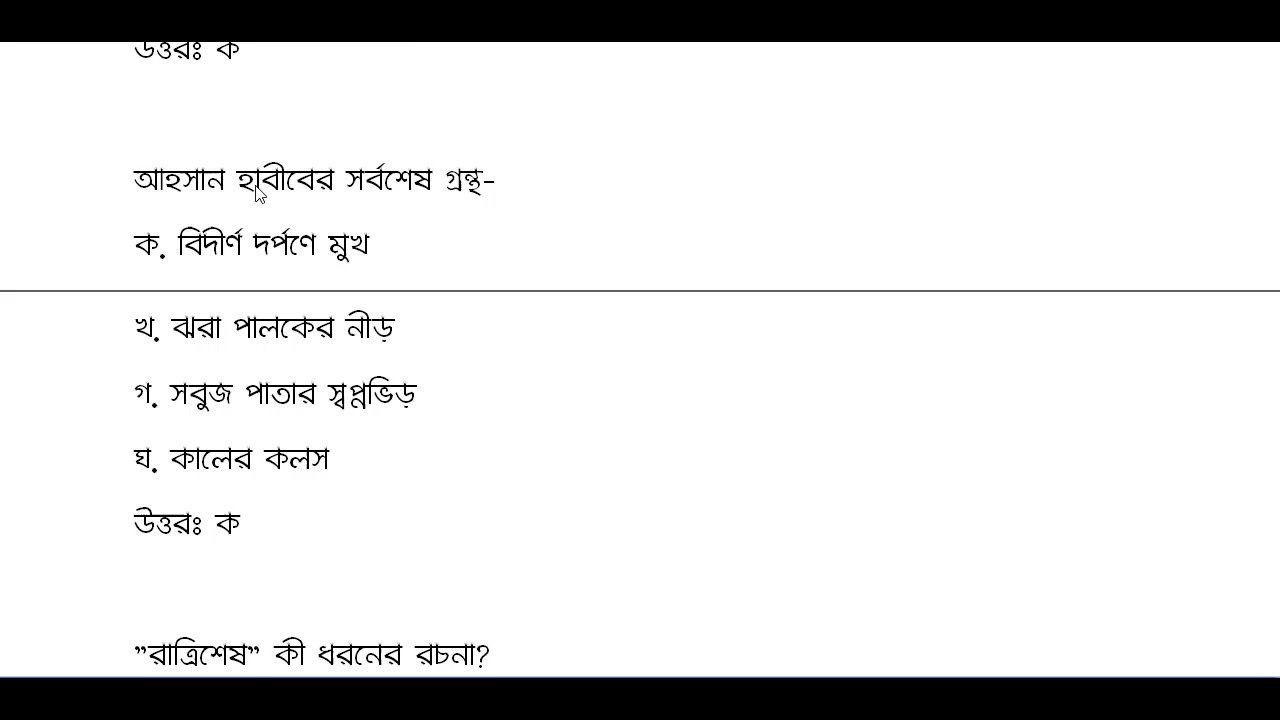 উত্তরঃ ক
আহসান হাবীবের সর্বশেষ গ্রন্থ-
ক. বিদীর্ণ দর্পণে মুখ
খ. ঝরা পালকের নীড়
গ. সবুজ পাতার স্বপ্নভিড়
ঘ. কালের কলস
উত্তরঃ ক
”রাত্রিশেষ” কী ধরনের রচনা?